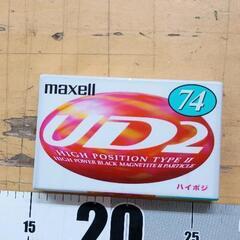 maxell
74
UD2
HIGH POSITION TYPE II
HIGH POWER BLACK MAGNETITE II PARTICLE
ハイポジ
15
20
25